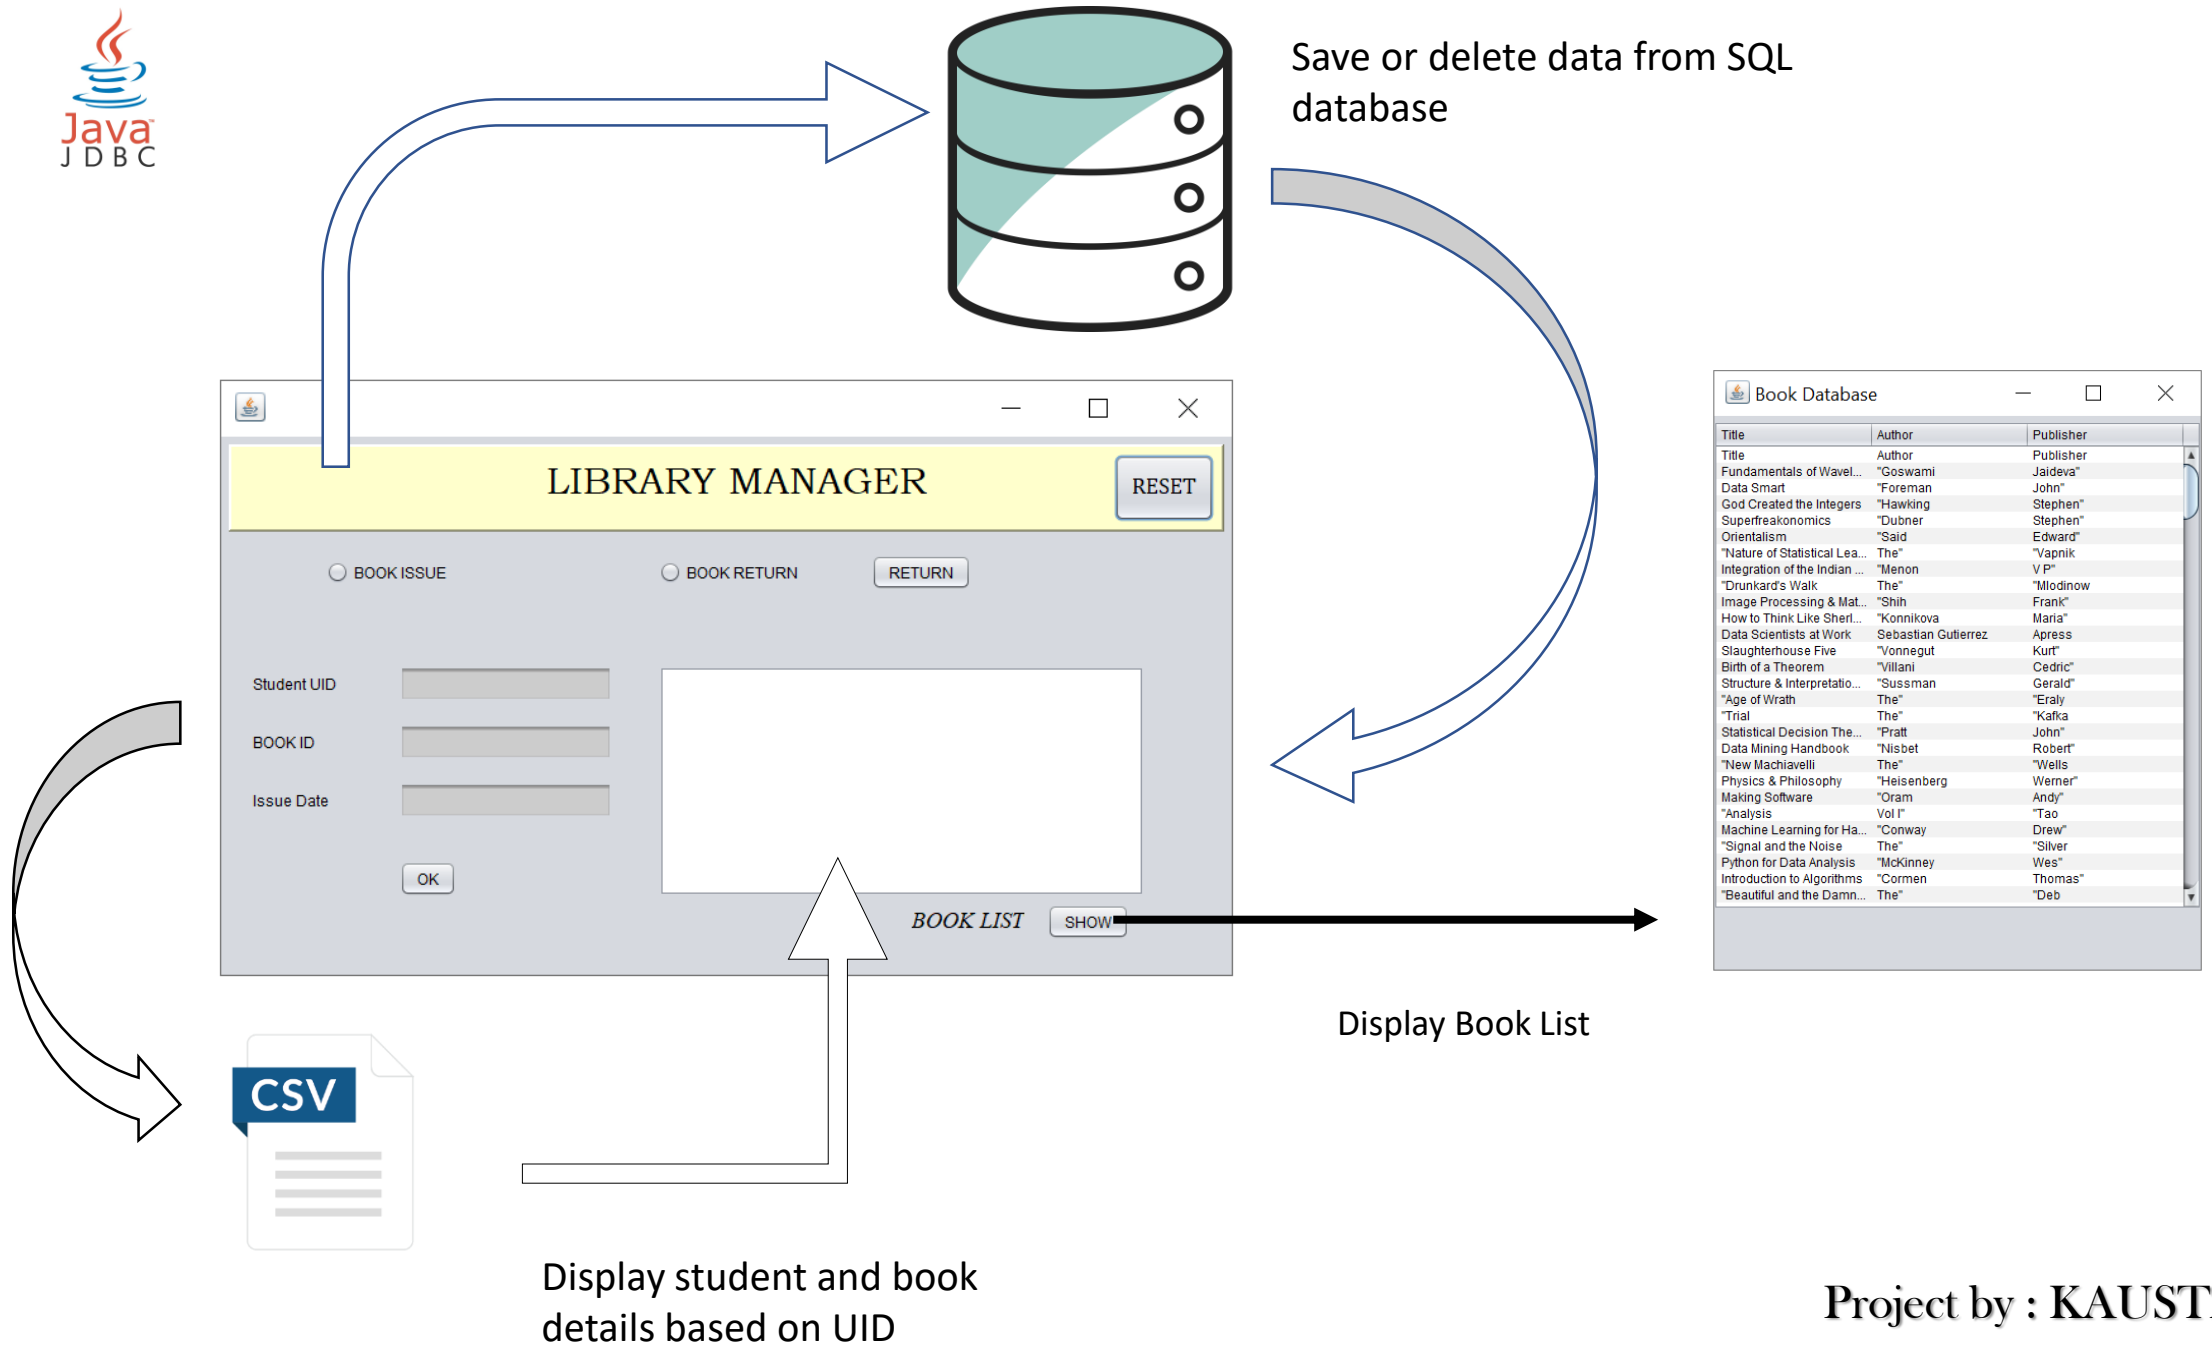 Java™
JDBC
Save or delete data from SQL
database
LIBRARY MANAGER
RESET
BOOK ISSUE
BOOK RETURN
RETURN
Student UID
BOOK ID
Issue Date
OK
BOOK LIST
SHOW
Book Database
Title Author Publisher
Title Author Publisher
Fundamentals of Wavel... "Goswami Jaideva"
Data Smart "Foreman John"
God Created the Integers "Hawking Stephen"
Superfreakonomics "Dubner Stephen"
Orientalism "Said Edward"
"Nature of Statistical Lea... The" "Vapnik
Integration of the Indian ... "Menon V P"
"Drunkard's Walk The" "Mlodinow
Image Processing & Mat... "Shih Frank"
How to Think Like Sherl... "Konnikova Maria"
Data Scientists at Work Sebastian Gutierrez Apress
Slaughterhouse Five "Vonnegut Kurt"
Birth of a Theorem "Villani Cedric"
Structure & Interpretatio... "Sussman Gerald"
"Age of Wrath The" "Eraly
"Trial The" "Kafka
Statistical Decision The... "Pratt John"
Data Mining Handbook "Nisbet Robert"
"New Machiavelli The" "Wells
Physics & Philosophy "Heisenberg Werner"
Making Software "Oram Andy"
"Analysis Vol I" "Tao
Machine Learning for Ha... "Conway Drew"
"Signal and the Noise The" "Silver
Python for Data Analysis "McKinney Wes"
Introduction to Algorithms "Cormen Thomas"
"Beautiful and the Damn... The" "Deb
Display Book List
CSV
Display student and book
details based on UID
Project by : KAUST